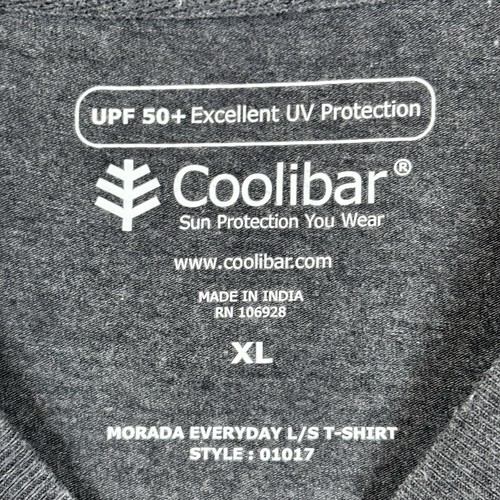 UPF 50+ Excellent UV Protection
Coolibar®
Sun Protection You Wear
www.coolibar.com
MADE IN INDIA
RN 106928
XL
MORADA EVERYDAY L/S T-SHIRT
STYLE : 01017